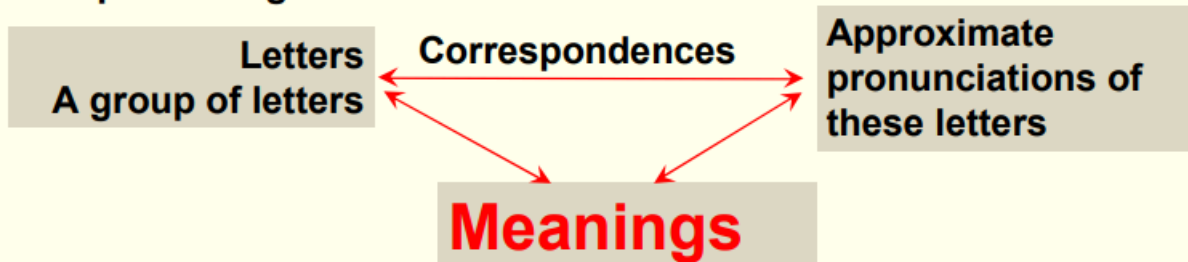 Letters
A group of letters
Correspondences
Approximate
pronunciations of
these letters
Meanings